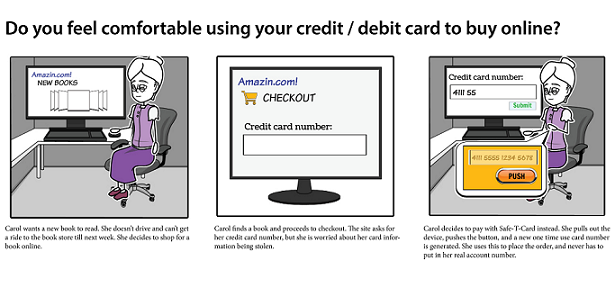 Do you feel comfortable using your credit / debit card to buy online?
Amazin.com!
NEW BOOKS
Amazin.com!
CHECKOUT
Credit card number:
Credit card number:
4111 55
Submit
4111 5555 1234 5678
PUSH
Carol wants a new book to read. She doesn't drive and can't get
a ride to the book store till next week. She decides to shop for a
book online.
Carol finds a book and proceeds to checkout. The site asks for
her credit card number, but she is worried about her card infor-
mation being stolen.
Carol decides to pay with Safe-T-Card instead. She pulls out the
device, pushes the button, and a new one time use card number
is generated. She uses this to place the order, and never has to
put in her real account number.